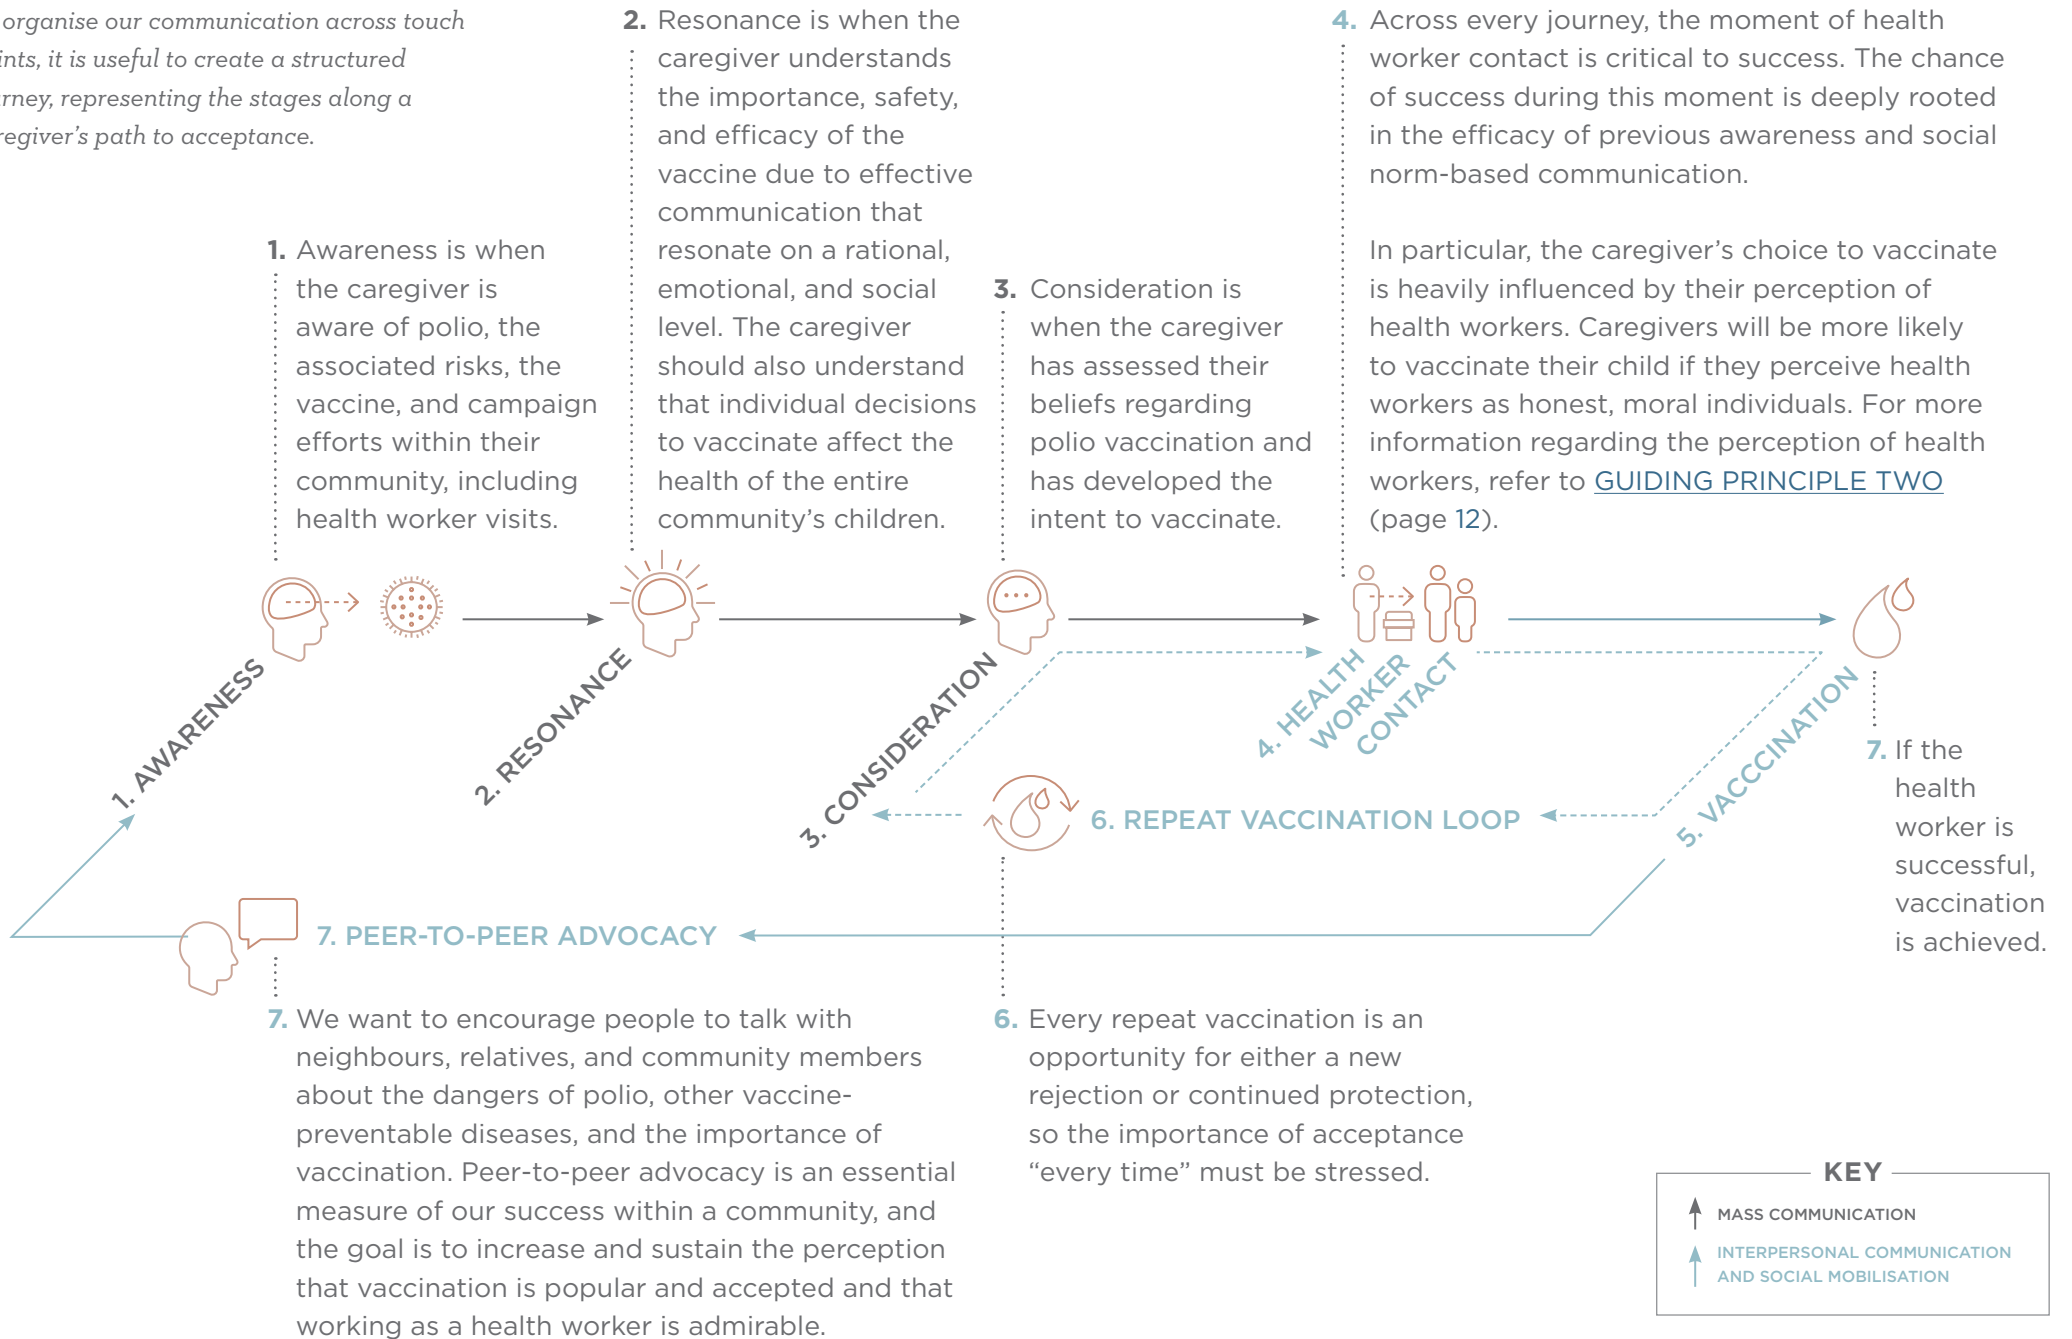 organise our communication across touch
it is useful to create a structured
representing the stages along a
path to acceptance.
1. Awareness is when
the caregiver is
aware of polio, the
associated risks, the
vaccine, and campaign
efforts within their
community, including
health worker visits.
2. Resonance is when the
caregiver understands
the importance, safety,
and efficacy of the
vaccine due to effective
communication that
resonate on a rational,
emotional, and social
level. The caregiver
should also understand
that individual decisions
to vaccinate affect the
health of the entire
community’s children.
3. Consideration is
when the caregiver
has assessed their
beliefs regarding
polio vaccination and
has developed the
intent to vaccinate.
4. Across every journey, the moment of health
worker contact is critical to success. The chance
of success during this moment is deeply rooted
in the efficacy of previous awareness and social
norm-based communication.
In particular, the caregiver’s choice to vaccinate
is heavily influenced by their perception of
health workers. Caregivers will be more likely
to vaccinate their child if they perceive health
workers as honest, moral individuals. For more
information regarding the perception of health
workers, refer to GUIDING PRINCIPLE TWO
(page 12).
1. AWARENESS
2. RESONANCE
3. CONSIDERATION
4. HEALTH
WORKER
CONTACT
5. VACCCINATION
6. REPEAT VACCINATION LOOP
7. PEER-TO-PEER ADVOCACY
7. If the
health
worker is
successful,
vaccination
is achieved.
7. We want to encourage people to talk with
neighbours, relatives, and community members
about the dangers of polio, other vaccine-
preventable diseases, and the importance of
vaccination. Peer-to-peer advocacy is an essential
measure of our success within a community, and
the goal is to increase and sustain the perception
that vaccination is popular and accepted and that
working as a health worker is admirable.
6. Every repeat vaccination is an
opportunity for either a new
rejection or continued protection,
so the importance of acceptance
“every time” must be stressed.
KEY
MASS COMMUNICATION
INTERPERSONAL COMMUNICATION
AND SOCIAL MOBILISATION